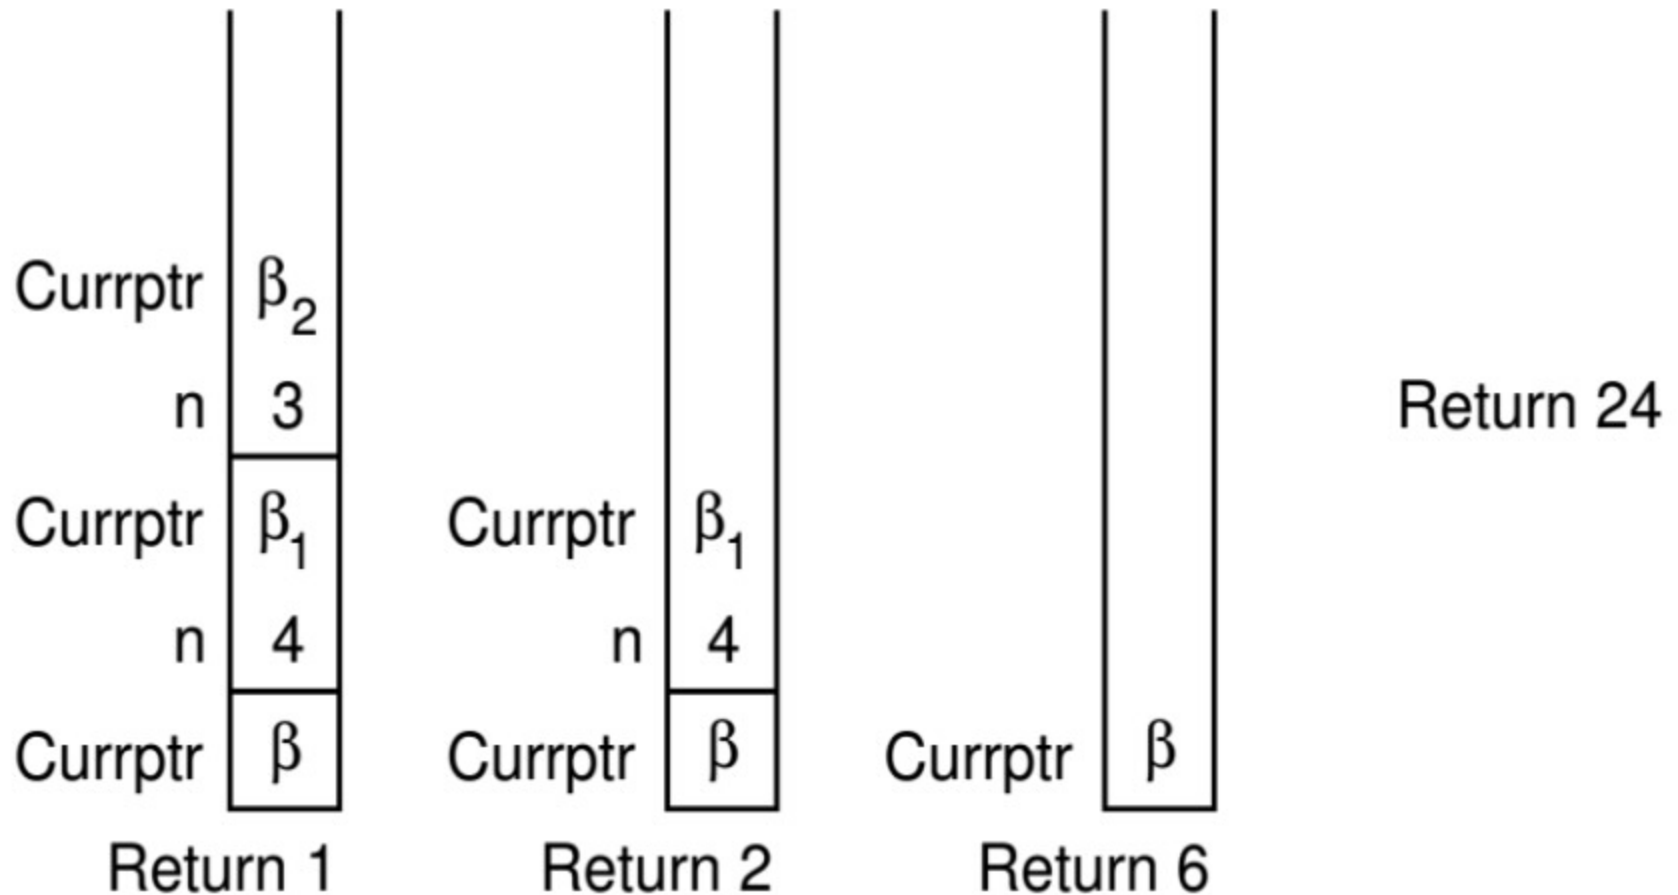 Currptr β₂
n 3
Return 24
Currptr β₁ Currptr β₁
n 4 n 4
Currptr β Currptr β Currptr β
Return 1 Return 2 Return 6